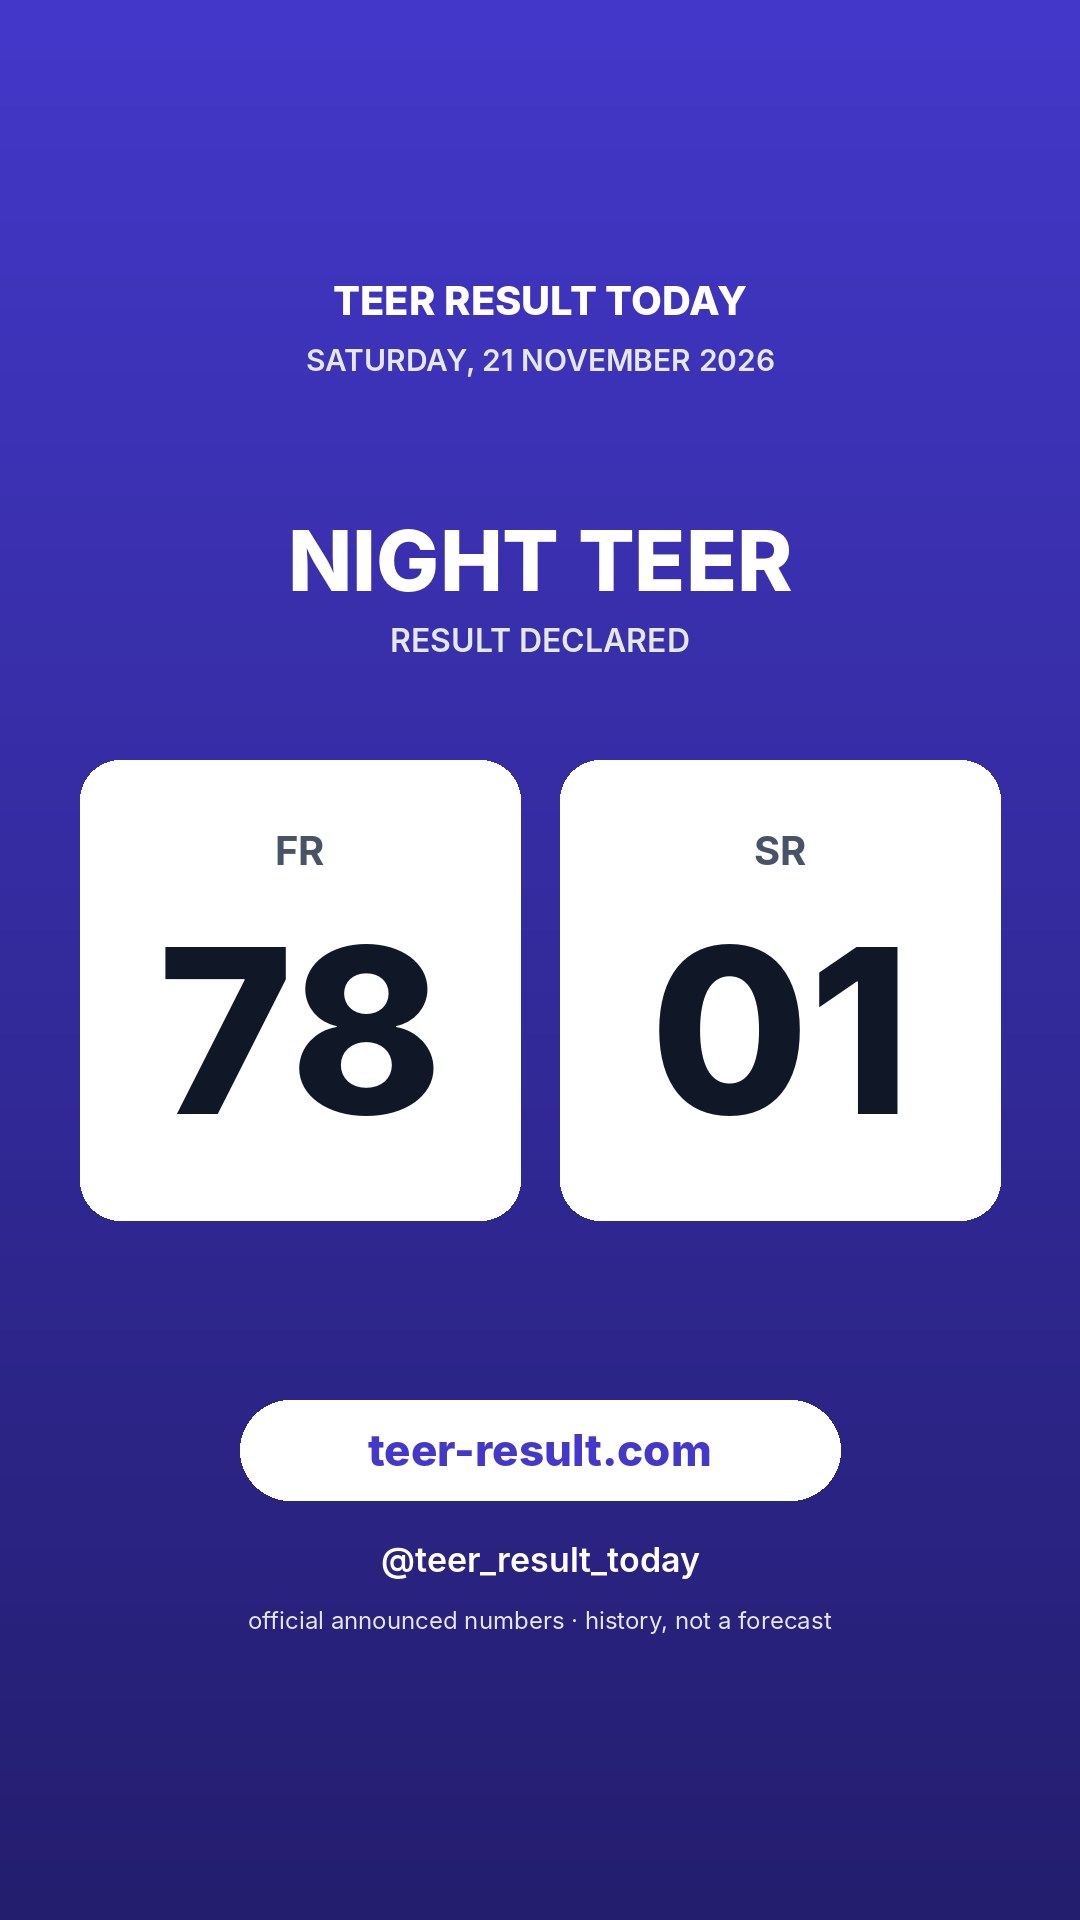 TEER RESULT TODAY
SATURDAY, 21 NOVEMBER 2026
NIGHT TEER
RESULT DECLARED
FR
78
SR
01
teer-result.com
@teer_result_today
official announced numbers · history, not a forecast